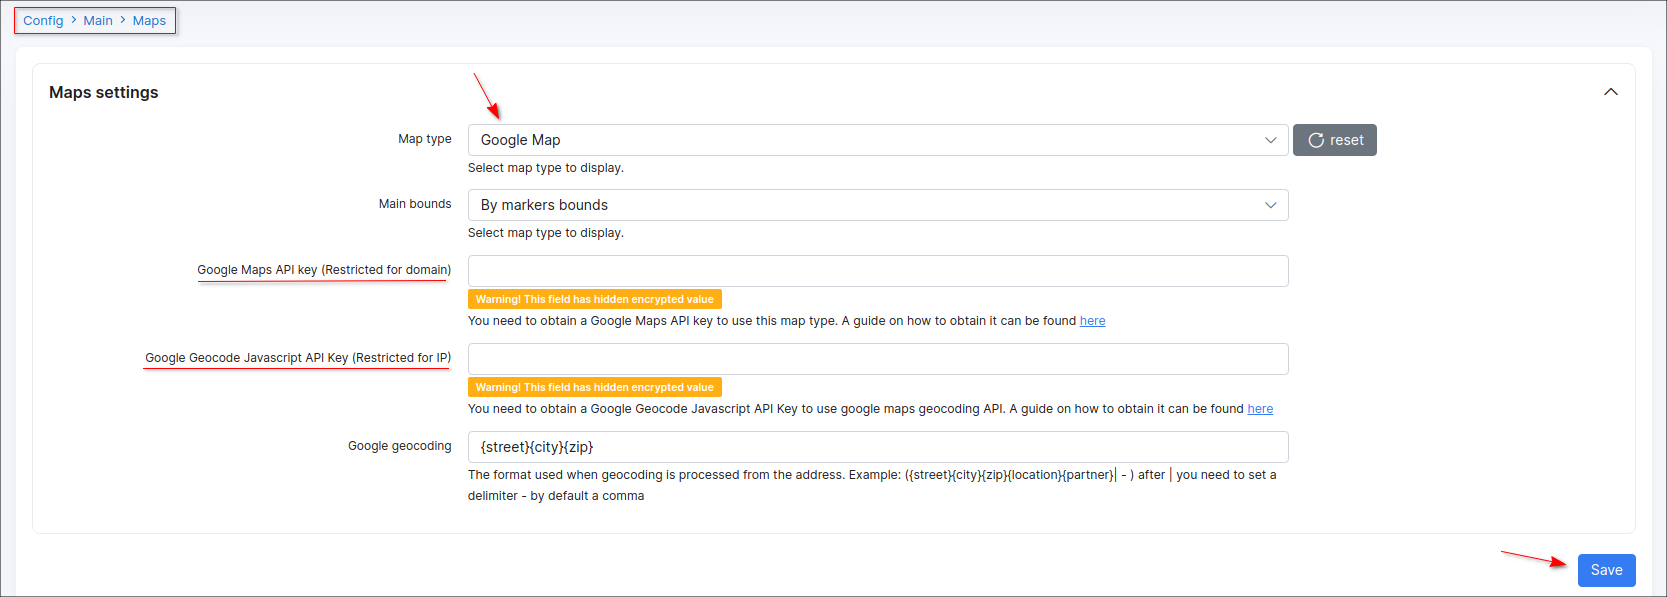 Config > Main > Maps
Maps settings
Map type
Google Map
reset
Select map type to display.
Main bounds
By markers bounds
Select map type to display.
Google Maps API key (Restricted for domain)
Warning! This field has hidden encrypted value
You need to obtain a Google Maps API key to use this map type. A guide on how to obtain it can be found here
Google Geocode Javascript API Key (Restricted for IP)
Warning! This field has hidden encrypted value
You need to obtain a Google Geocode Javascript API Key to use google maps geocoding API. A guide on how to obtain it can be found here
Google geocoding
{street}{city}{zip}
The format used when geocoding is processed from the address. Example: ({street}{city}{zip}{location}{partner}| - ) after | you need to set a
delimiter - by default a comma
Save